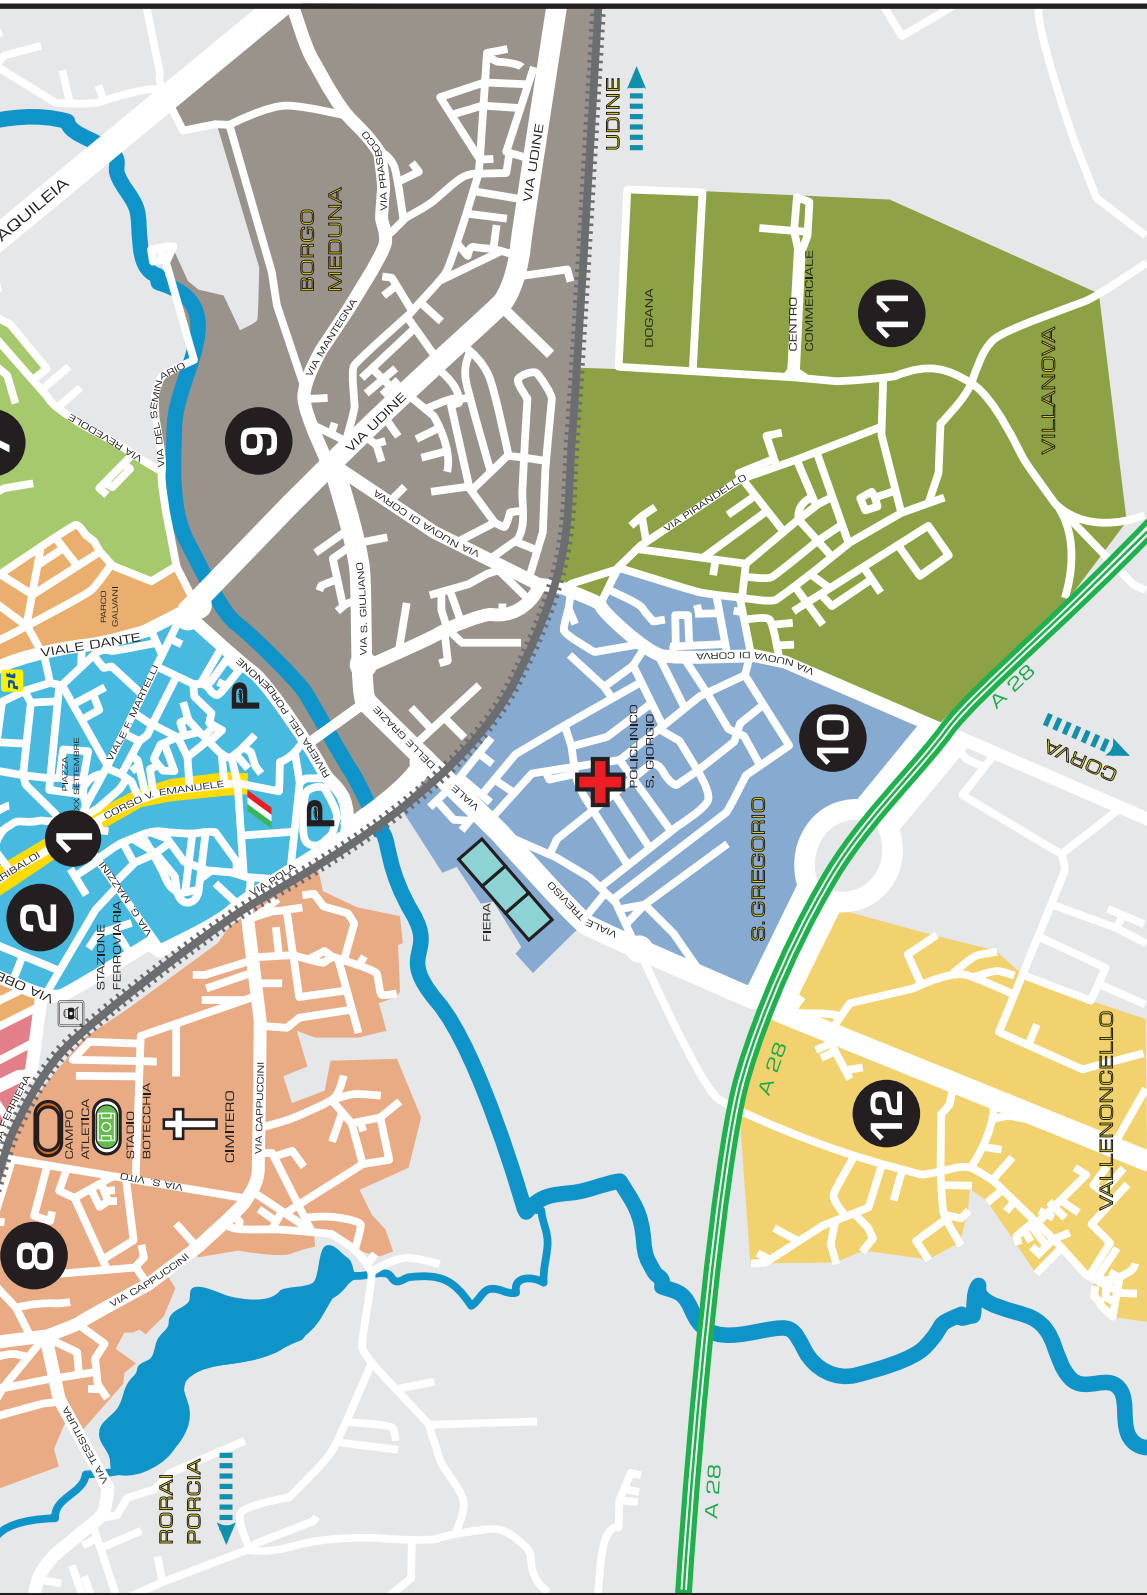 AQUILEIA
VIA PRASECCO
UDINE
VIA UDINE
BORGO
MEDUNA
VIA MANTEGNA
DOGANA
CENTRO
COMMERCIALE
11
VILLANOVA
VIA DEL SEMINARIO
VIA REVEDOLE
7
9
VIA UDINE
VIA NUOVA DI CORVA
VIA PIRANDELLO
PARCO
GALVANI
VIALE DANTE
VIA S. GIULIANO
VIA NUOVA DI CORVA
A 28
CORVA
VIALE F. MARTELLI
P
RIVIERA DEL PORDENONE
PIAZZA
XX SETTEMBRE
CORSO V. EMANUELE
P
VIALE
DELLE GRAZIE
POLICLINICO
S. GIORGIO
10
S. GREGORIO
1
2
VIA G. MAZZINI
VIA POLA
STAZIONE
FERROVIARIA
FIERA
VIALE TREVISO
A 28
12
VALLENONCELLO
CAMPO
ATLETICA
STADIO
BOTECCHIA
CIMITERO
VIA CAPPUCCINI
VIA S. VITO
8
VIA CAPPUCCINI
VIA TESSITURA
RORAI
PORCIA
A 28